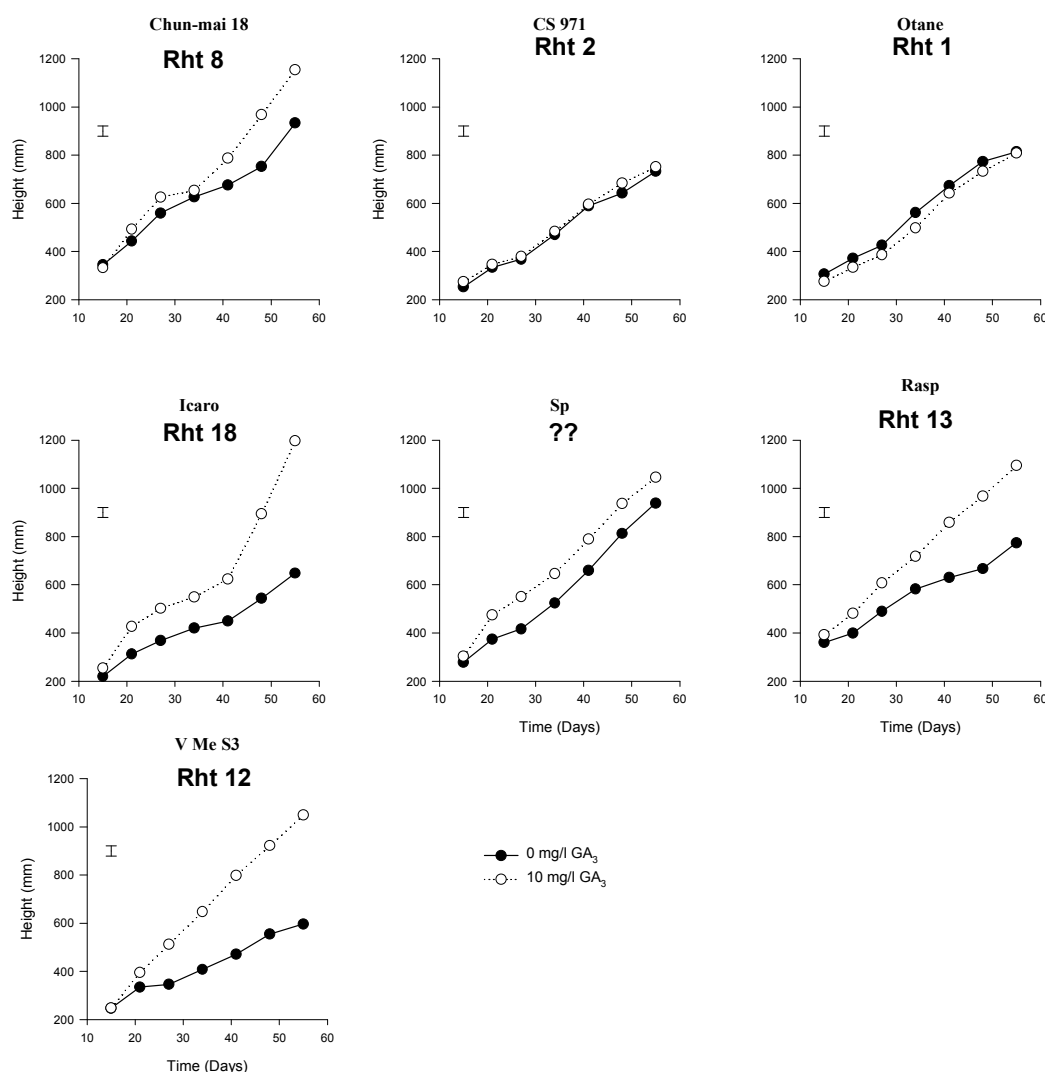 Chun-mai 18
Rht 8
1200
1000
800
600
400
200
Height (mm)
10 20 30 40 50 60
CS 971
Rht 2
1200
1000
800
600
400
200
Height (mm)
10 20 30 40 50 60
Otane
Rht 1
1200
1000
800
600
400
200
Height (mm)
10 20 30 40 50 60
Icaro
Rht 18
1200
1000
800
600
400
200
Height (mm)
10 20 30 40 50 60
Sp
??
1200
1000
800
600
400
200
Height (mm)
10 20 30 40 50 60
Time (Days)
Rasp
Rht 13
1200
1000
800
600
400
200
Height (mm)
10 20 30 40 50 60
Time (Days)
V Me S3
Rht 12
1200
1000
800
600
400
200
Height (mm)
10 20 30 40 50 60
Time (Days)
0 mg/l GA₃
10 mg/l GA₃